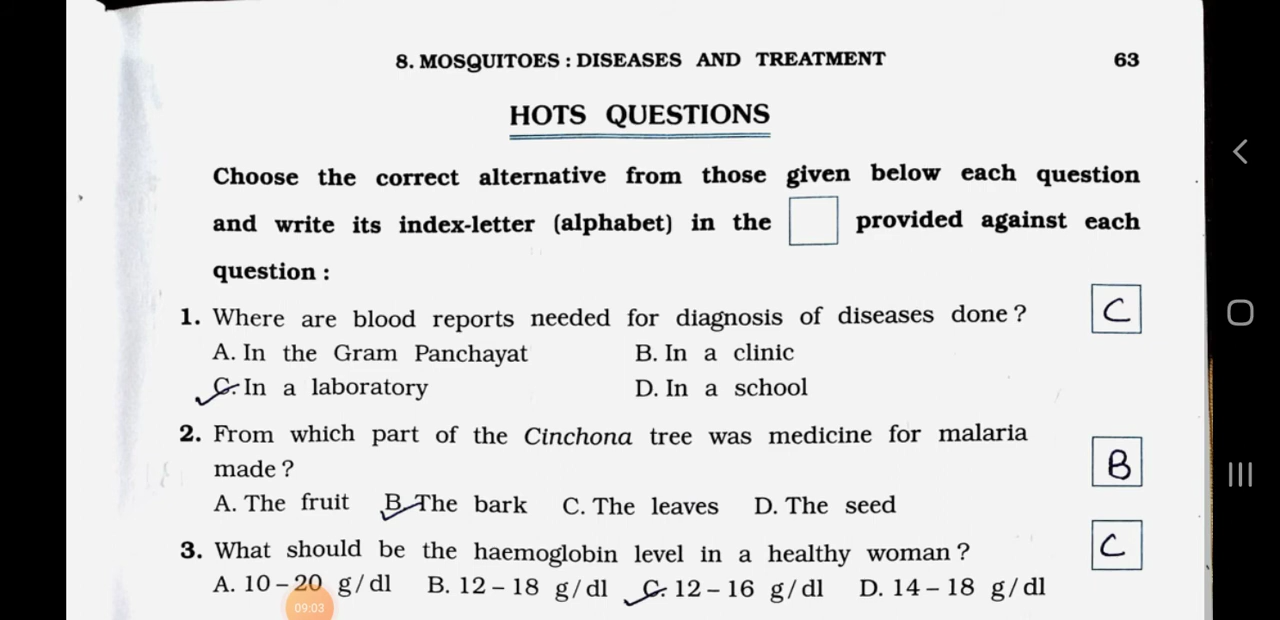 8. MOSQUITOES : DISEASES AND TREATMENT 63
HOTS QUESTIONS
Choose the correct alternative from those given below each question
and write its index-letter (alphabet) in the provided against each
question :
1. Where are blood reports needed for diagnosis of diseases done ? C
A. In the Gram Panchayat B. In a clinic
C. In a laboratory D. In a school
2. From which part of the Cinchona tree was medicine for malaria
made ? B
A. The fruit B. The bark C. The leaves D. The seed
3. What should be the haemoglobin level in a healthy woman ? C
A. 10 – 20 g/dl B. 12 – 18 g/dl C. 12 – 16 g/dl D. 14 – 18 g/dl
09:03